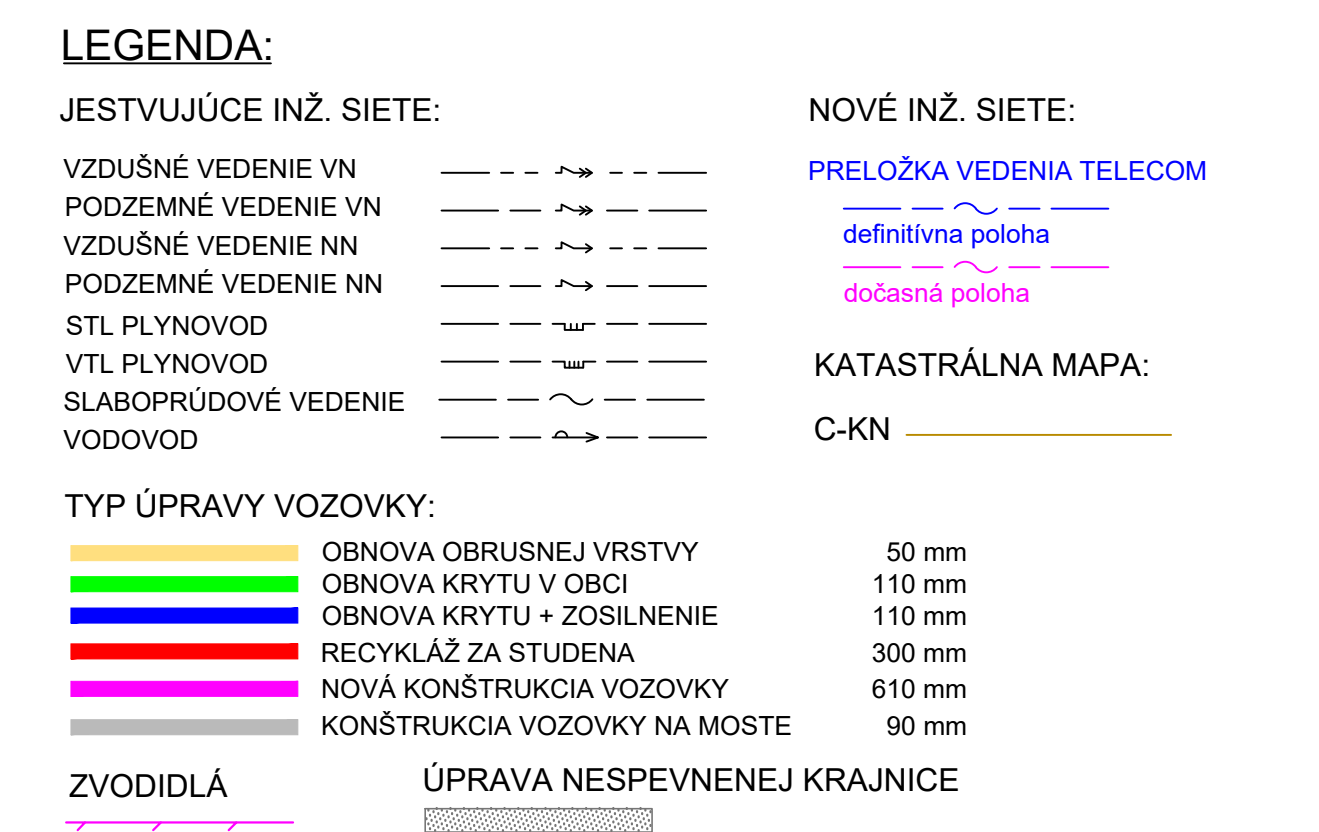 LEGENDA:
JESTVUJÚCE INŽ. SIETE:
VZDUŠNÉ VEDENIE VN
PODZEMNÉ VEDENIE VN
VZDUŠNÉ VEDENIE NN
PODZEMNÉ VEDENIE NN
STL PLYNOVOD
VTL PLYNOVOD
SLABOPRÚDOVÉ VEDENIE
VODOVOD
NOVÉ INŽ. SIETE:
PRELOŽKA VEDENIA TELECOM
definitívna poloha
dočasná poloha
KATASTRÁLNA MAPA:
C-KN
TYP ÚPRAVY VOZOVKY:
OBNOVA OBRUSNEJ VRSTVY 50 mm
OBNOVA KRYTU V OBCI 110 mm
OBNOVA KRYTU + ZOSILNENIE 110 mm
RECYKLÁŽ ZA STUDENA 300 mm
NOVÁ KONŠTRUKCIA VOZOVKY 610 mm
KONŠTRUKCIA VOZOVKY NA MOSTE 90 mm
ZVODIDLÁ
ÚPRAVA NESPEVNENEJ KRAJNICE